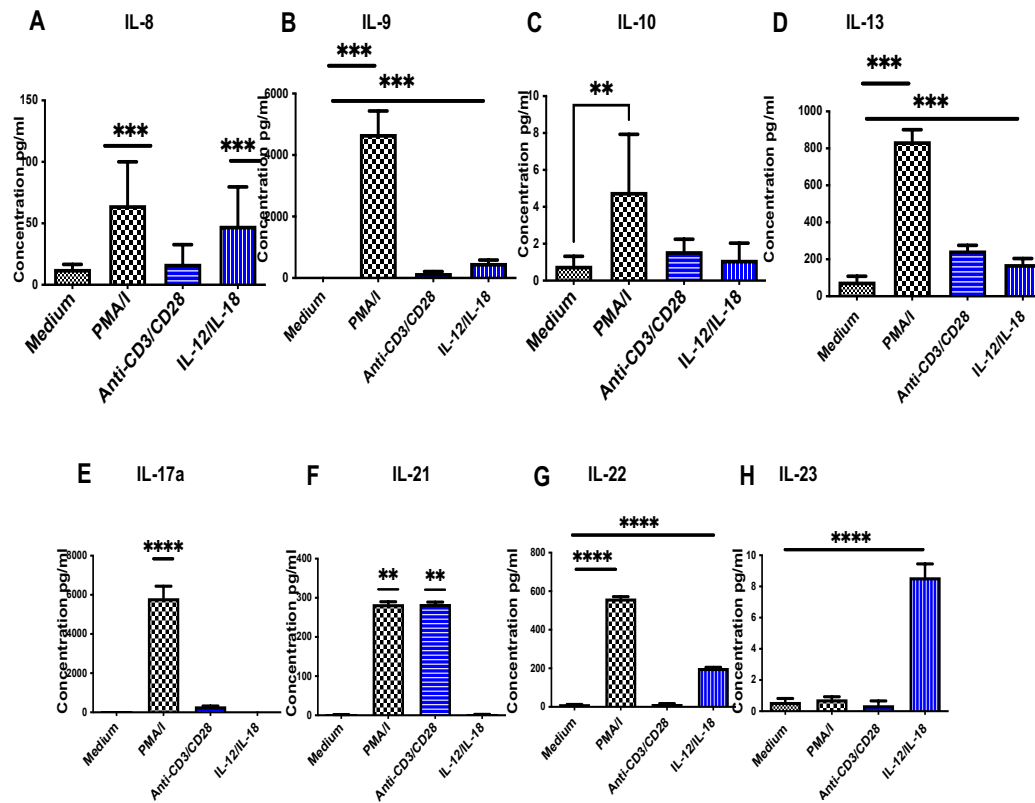 A IL-8
Concentration pg/ml
150
100
50
0
***
***
Medium
PMA/I
Anti-CD3/CD28
IL-12/IL-18
B IL-9
Concentration pg/ml
6000
4000
2000
0
***
***
Medium
PMA/I
Anti-CD3/CD28
IL-12/IL-18
C IL-10
Concentration pg/ml
8
6
4
2
0
**
Medium
PMA/I
Anti-CD3/CD28
IL-12/IL-18
D IL-13
Concentration pg/ml
1000
800
600
400
200
0
***
***
Medium
PMA/I
Anti-CD3/CD28
IL-12/IL-18
E IL-17a
Concentration pg/ml
8000
6000
4000
2000
0
****
Medium
PMA/I
Anti-CD3/CD28
IL-12/IL-18
F IL-21
Concentration pg/ml
400
300
200
100
0
**
**
Medium
PMA/I
Anti-CD3/CD28
IL-12/IL-18
G IL-22
Concentration pg/ml
800
600
400
200
0
****
****
Medium
PMA/I
Anti-CD3/CD28
IL-12/IL-18
H IL-23
Concentration pg/ml
10
8
6
4
2
0
****
Medium
PMA/I
Anti-CD3/CD28
IL-12/IL-18